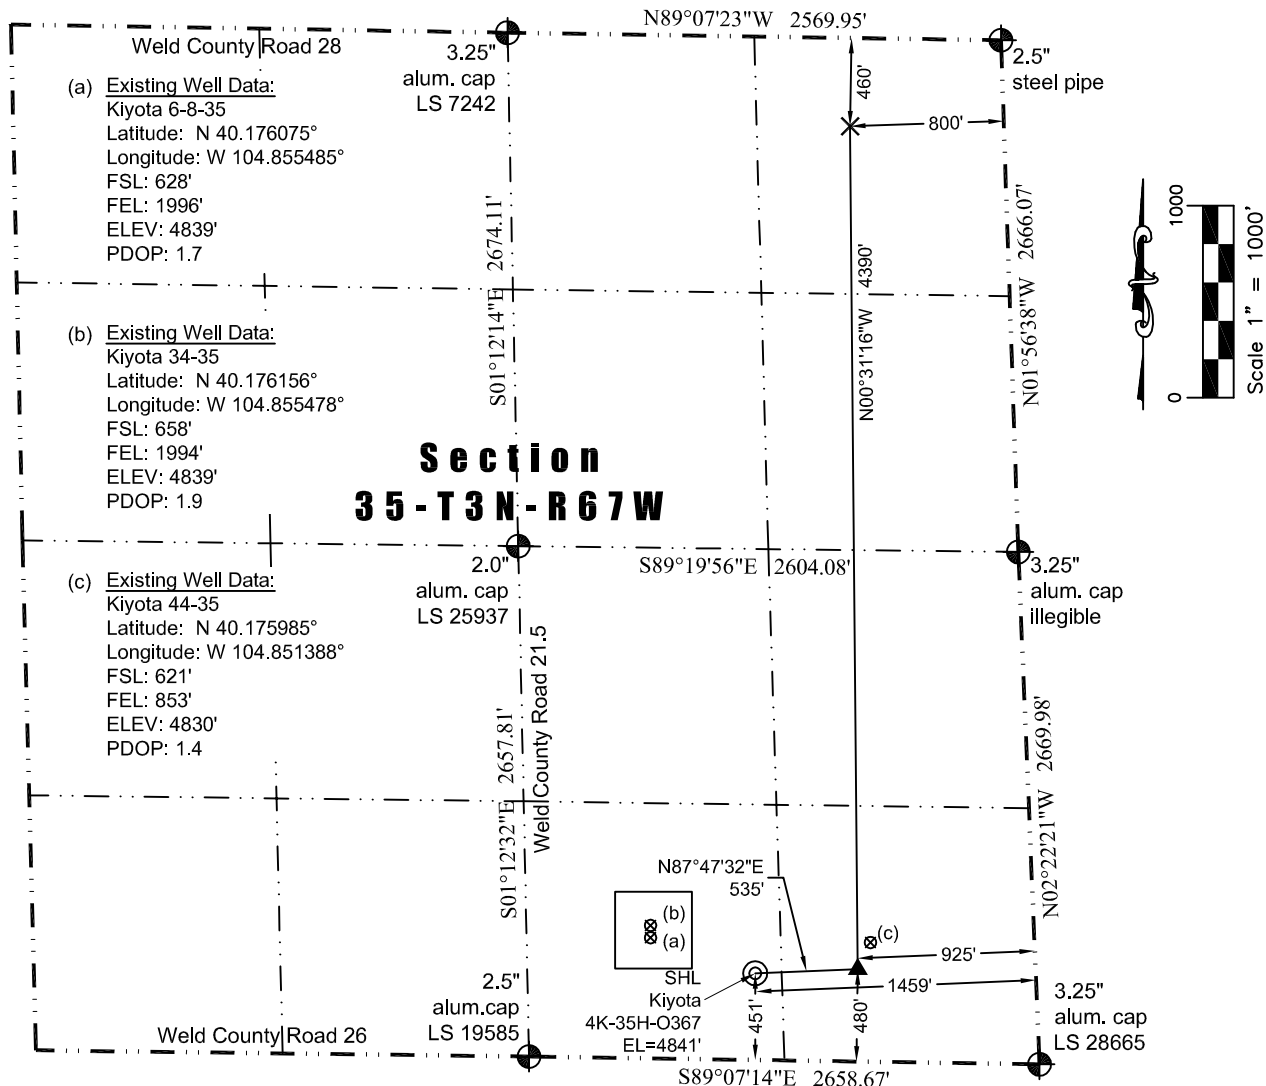 N89°07'23"W 2569.95'
Weld County Road 28
3.25"
alum. cap
LS 7242
2.5"
steel pipe
460'
800'
(a) Existing Well Data:
Kiyota 6-8-35
Latitude: N 40.176075°
Longitude: W 104.855485°
FSL: 628'
FEL: 1996'
ELEV: 4839'
PDOP: 1.7
S01°12'14"E 2674.11'
N00°31'16"W 4390'
N01°56'38"W 2666.07'
0 1000
Scale 1" = 1000'
(b) Existing Well Data:
Kiyota 34-35
Latitude: N 40.176156°
Longitude: W 104.855478°
FSL: 658'
FEL: 1994'
ELEV: 4839'
PDOP: 1.9
Section
35-T3N-R67W
2.0"
alum. cap
LS 25937
S89°19'56"E 2604.08'
3.25"
alum. cap
illegible
(c) Existing Well Data:
Kiyota 44-35
Latitude: N 40.175985°
Longitude: W 104.851388°
FSL: 621'
FEL: 853'
ELEV: 4830'
PDOP: 1.4
S01°12'32"E 2657.81'
Weld County Road 21.5
N02°22'21"W 2669.98'
N87°47'32"E
535'
(b)
(a)
(c)
925'
1459'
SHL
Kiyota
4K-35H-O367
EL=4841'
451'
480'
2.5"
alum.cap
LS 19585
3.25"
alum. cap
LS 28665
Weld County Road 26
S89°07'14"E 2658.67'